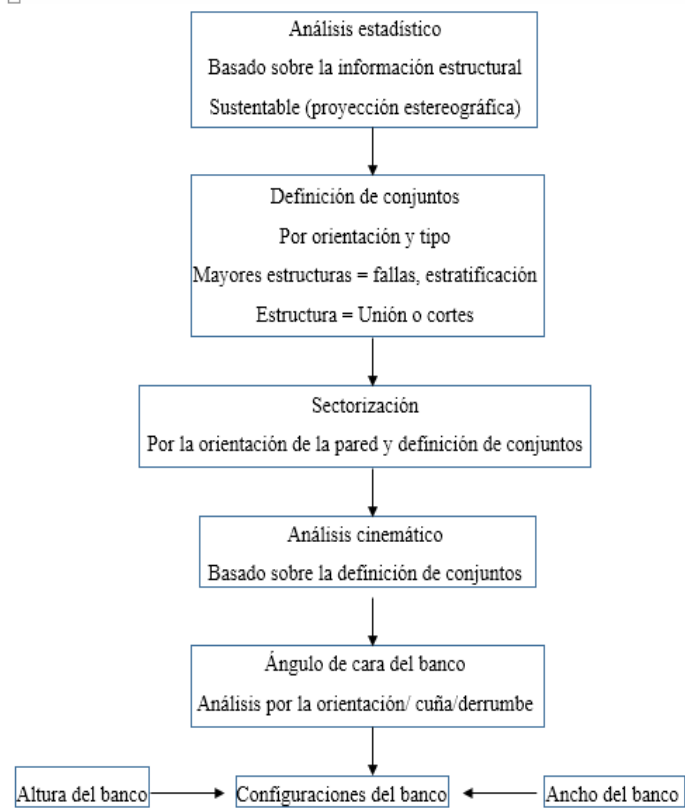 Análisis estadístico
Basado sobre la información estructural
Sustentable (proyección estereográfica)
Definición de conjuntos
Por orientación y tipo
Mayores estructuras = fallas, estratificación
Estructura = Unión o cortes
Sectorización
Por la orientación de la pared y definición de conjuntos
Análisis cinemático
Basado sobre la definición de conjuntos
Ángulo de cara del banco
Análisis por la orientación/ cuña/derrumbe
Altura del banco
Configuraciones del banco
Ancho del banco